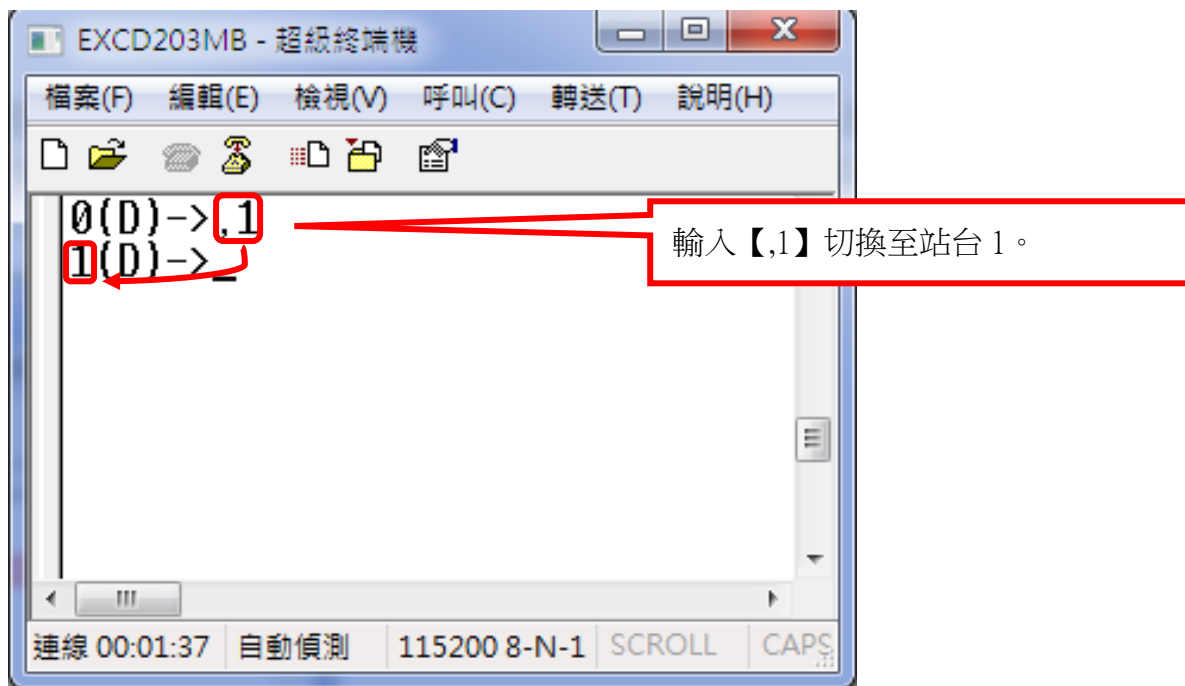 EXCD203MB - 超級終端機
檔案(F) 編輯(E) 檢視(V) 呼叫(C) 轉送(T) 說明(H)
0(D)->,1
1(D)->_
輸入【,1】切換至站台 1。
連線 00:01:37 自動偵測 115200 8-N-1 SCROLL CAPS